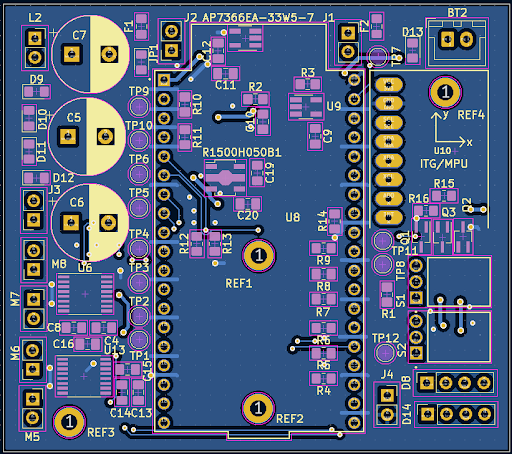 J2 AP7366EA-33W5-7 J1
BT2
L2
C7
F1
P1
C12
F2
D13
TP7
D9
C11
R3
R2
U9
1
REF4
TP9
D10
R10
C10
C9
y
x
TP10
C5
R11
U10
D11
R1500H050B1
ITG/MPU
TP6
D12
C19
R15
J3
C6
TP5
C20
R16
Q3
Q2
U8
R14
TP4
R12
R13
Q1
TP11
M8
U6
TP3
1
REF1
R9
R8
TP8
S1
M7
TP2
R7
R1
C8
C4
C16
R6
TP12
S2
M6
U13
TP1
R5
R4
J4
D8
C15
C14
C13
1
REF2
D14
M5
1
REF3